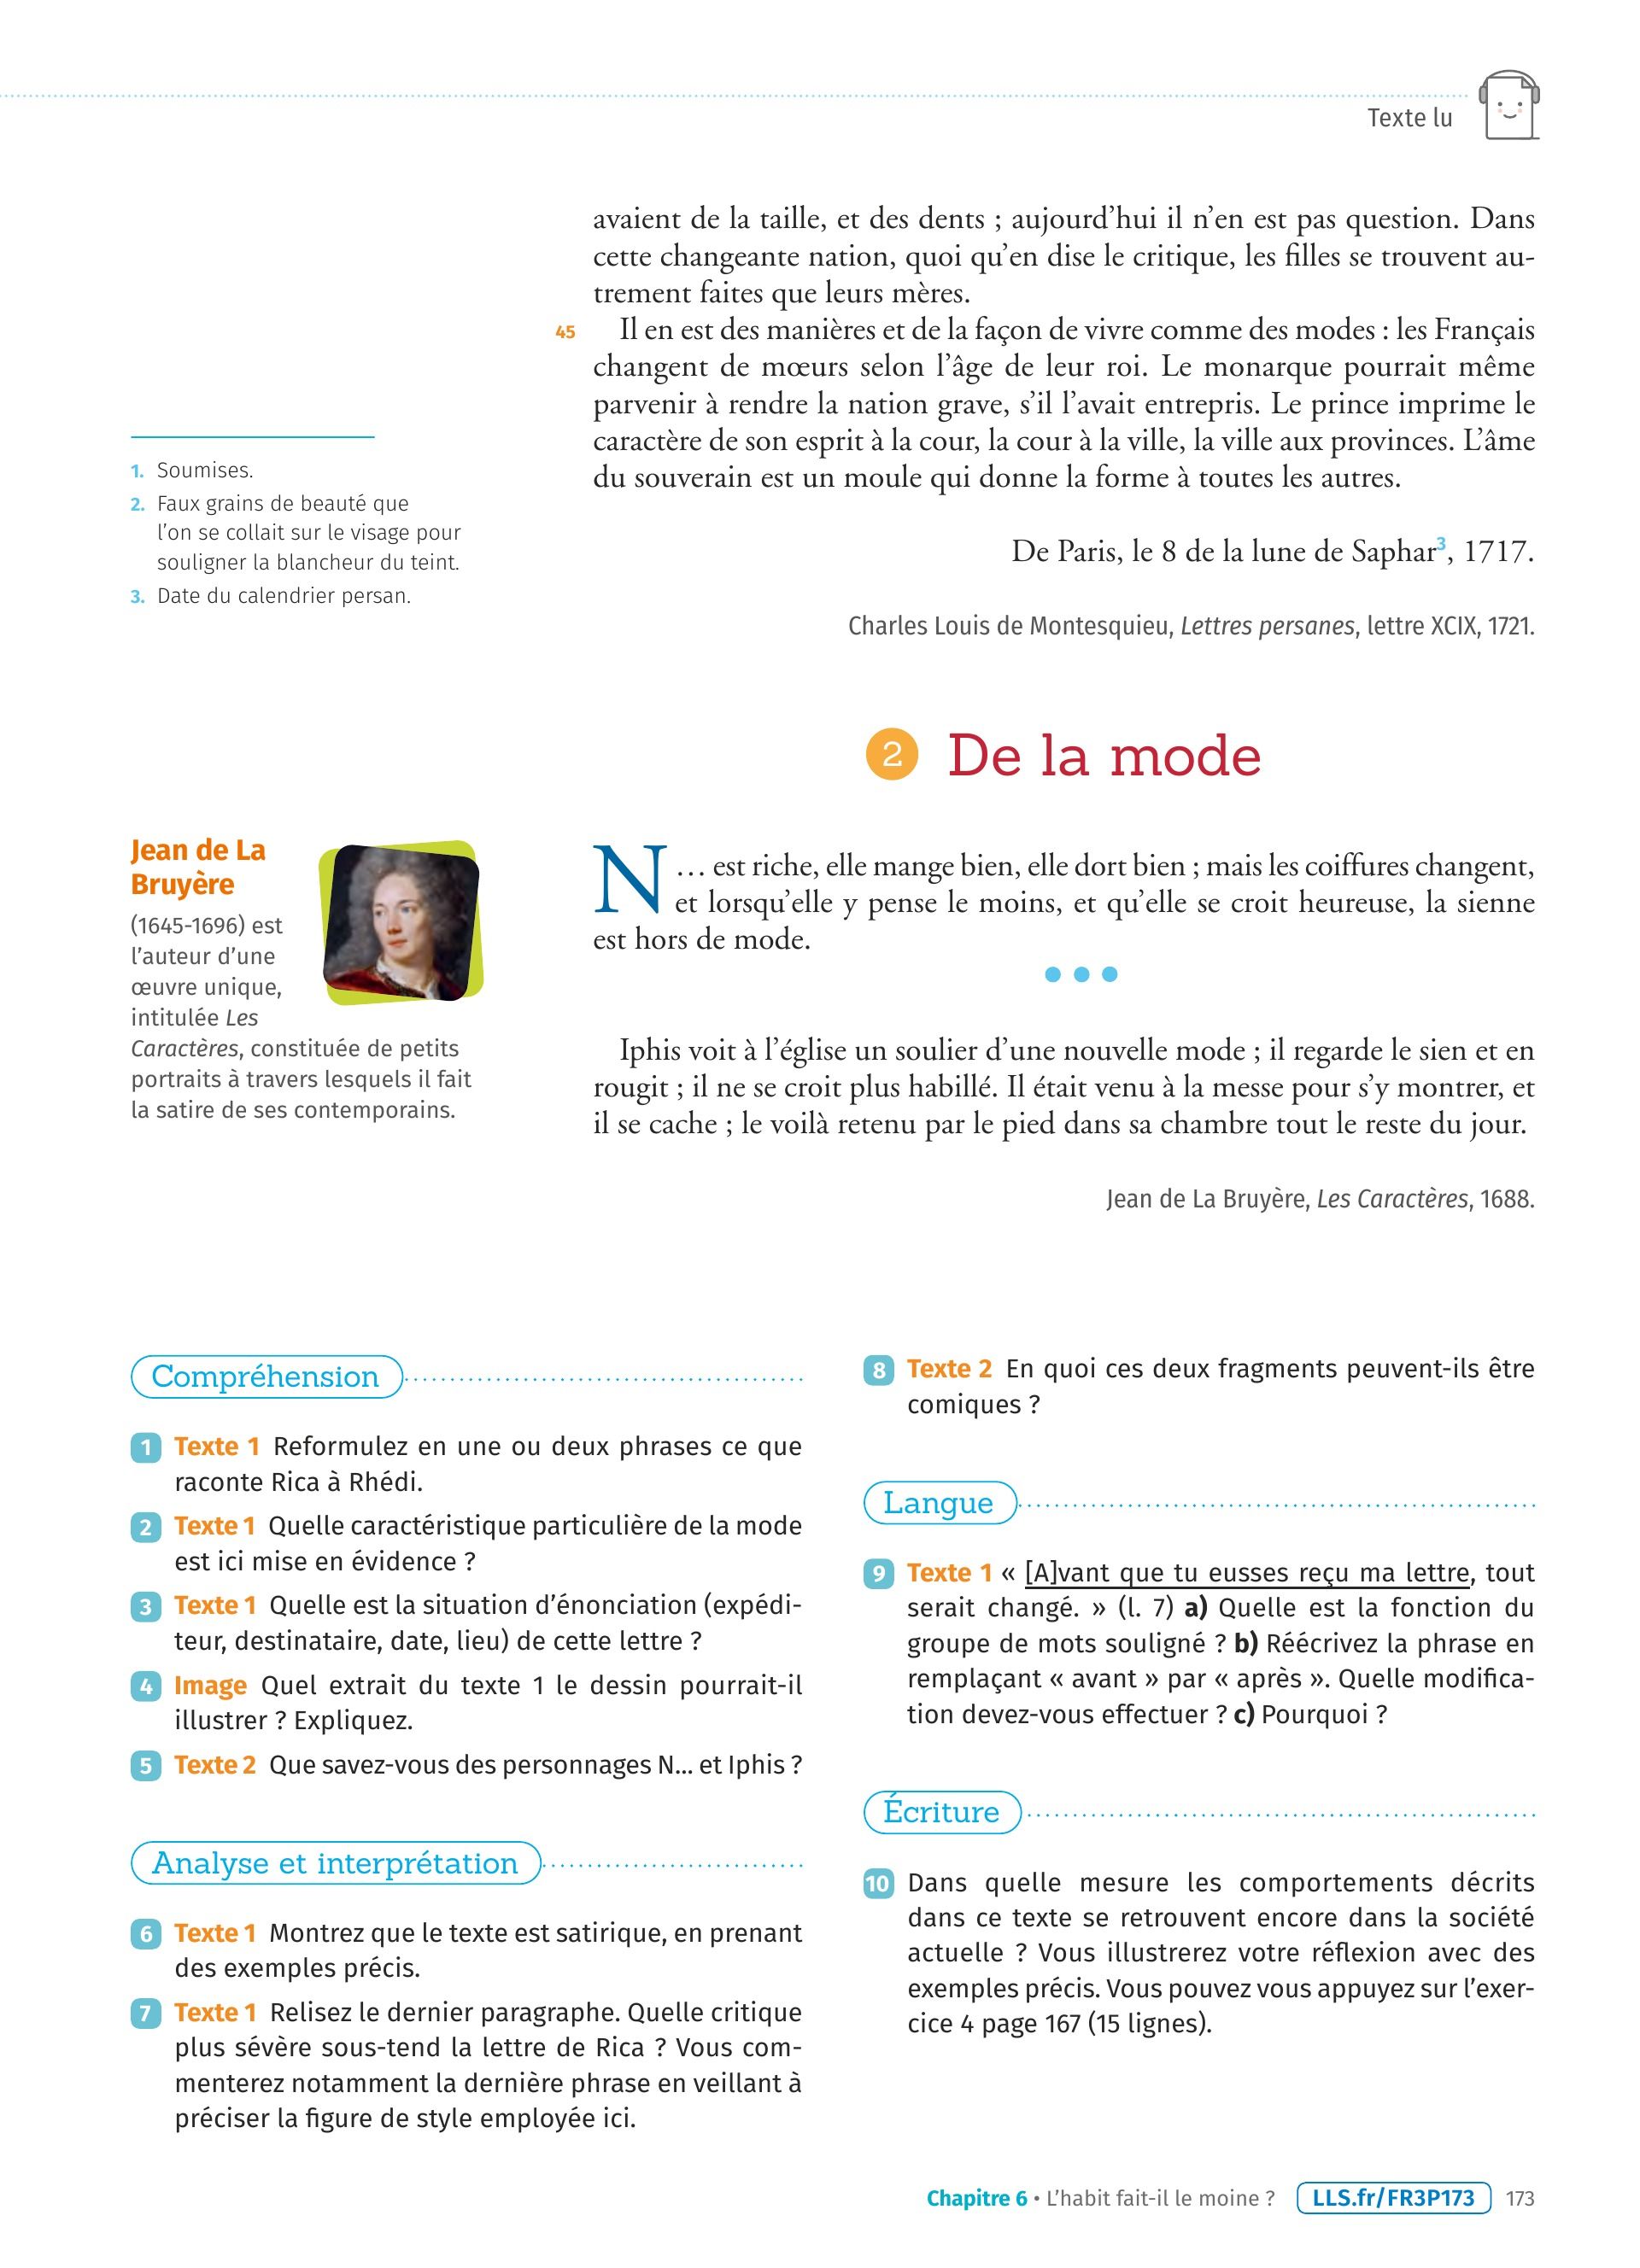 Texte lu
avaient de la taille, et des dents ; aujourd’hui il n’en est pas question. Dans
cette changeante nation, quoi qu’en dise le critique, les filles se trouvent au-
trement faites que leurs mères.
45 Il en est des manières et de la façon de vivre comme des modes : les Français
changent de mœurs selon l’âge de leur roi. Le monarque pourrait même
parvenir à rendre la nation grave, s’il l’avait entrepris. Le prince imprime le
caractère de son esprit à la cour, la cour à la ville, la ville aux provinces. L’âme
du souverain est un moule qui donne la forme à toutes les autres.
De Paris, le 8 de la lune de Saphar3, 1717.
Charles Louis de Montesquieu, Lettres persanes, lettre XCIX, 1721.
1. Soumises.
2. Faux grains de beauté que
l’on se collait sur le visage pour
souligner la blancheur du teint.
3. Date du calendrier persan.
2 De la mode
Jean de La
Bruyère
(1645-1696) est
l’auteur d’une
œuvre unique,
intitulée Les
Caractères, constituée de petits
portraits à travers lesquels il fait
la satire de ses contemporains.
N… est riche, elle mange bien, elle dort bien ; mais les coiffures changent,
et lorsqu’elle y pense le moins, et qu’elle se croit heureuse, la sienne
est hors de mode.
Iphis voit à l’église un soulier d’une nouvelle mode ; il regarde le sien et en
rougit ; il ne se croit plus habillé. Il était venu à la messe pour s’y montrer, et
il se cache ; le voilà retenu par le pied dans sa chambre tout le reste du jour.
Jean de La Bruyère, Les Caractères, 1688.
Compréhension
1 Texte 1 Reformulez en une ou deux phrases ce que
raconte Rica à Rhédi.
2 Texte 1 Quelle caractéristique particulière de la mode
est ici mise en évidence ?
3 Texte 1 Quelle est la situation d’énonciation (expédi-
teur, destinataire, date, lieu) de cette lettre ?
4 Image Quel extrait du texte 1 le dessin pourrait-il
illustrer ? Expliquez.
5 Texte 2 Que savez-vous des personnages N… et Iphis ?
Analyse et interprétation
6 Texte 1 Montrez que le texte est satirique, en prenant
des exemples précis.
7 Texte 1 Relisez le dernier paragraphe. Quelle critique
plus sévère sous-tend la lettre de Rica ? Vous com-
menterez notamment la dernière phrase en veillant à
préciser la figure de style employée ici.
8 Texte 2 En quoi ces deux fragments peuvent-ils être
comiques ?
Langue
9 Texte 1 « [A]vant que tu eusses reçu ma lettre, tout
serait changé. » (l. 7) a) Quelle est la fonction du
groupe de mots souligné ? b) Réécrivez la phrase en
remplaçant « avant » par « après ». Quelle modifica-
tion devez-vous effectuer ? c) Pourquoi ?
Écriture
10 Dans quelle mesure les comportements décrits
dans ce texte se retrouvent encore dans la société
actuelle ? Vous illustrerez votre réflexion avec des
exemples précis. Vous pouvez vous appuyez sur l’exer-
cice 4 page 167 (15 lignes).
Chapitre 6 • L’habit fait-il le moine ? LLS.fr/FR3P173 173